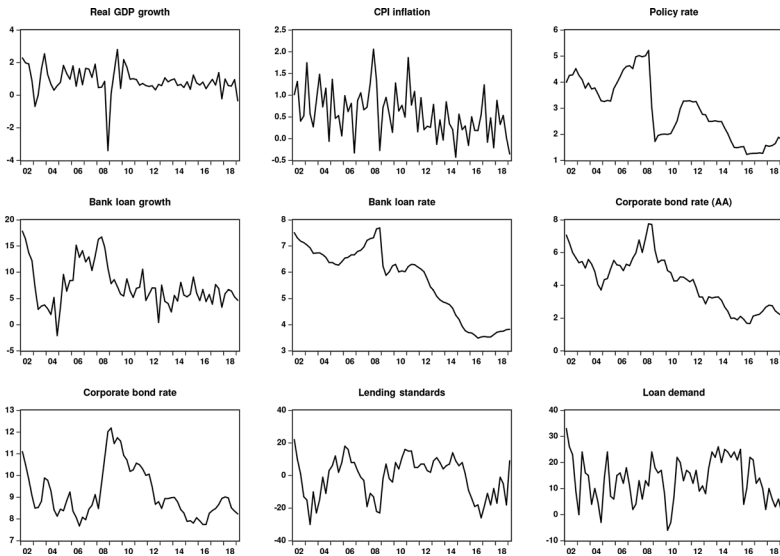 Real GDP growth
4
2
0
-2
-4
02 04 06 08 10 12 14 16 18
CPI inflation
2.5
2.0
1.5
1.0
0.5
0.0
-0.5
02 04 06 08 10 12 14 16 18
Policy rate
6
5
4
3
2
1
02 04 06 08 10 12 14 16 18
Bank loan growth
20
15
10
5
0
-5
02 04 06 08 10 12 14 16 18
Bank loan rate
8
7
6
5
4
3
02 04 06 08 10 12 14 16 18
Corporate bond rate (AA)
8
6
4
2
0
02 04 06 08 10 12 14 16 18
Corporate bond rate
13
12
11
10
9
8
7
02 04 06 08 10 12 14 16 18
Lending standards
40
20
0
-20
-40
02 04 06 08 10 12 14 16 18
Loan demand
40
30
20
10
0
-10
02 04 06 08 10 12 14 16 18